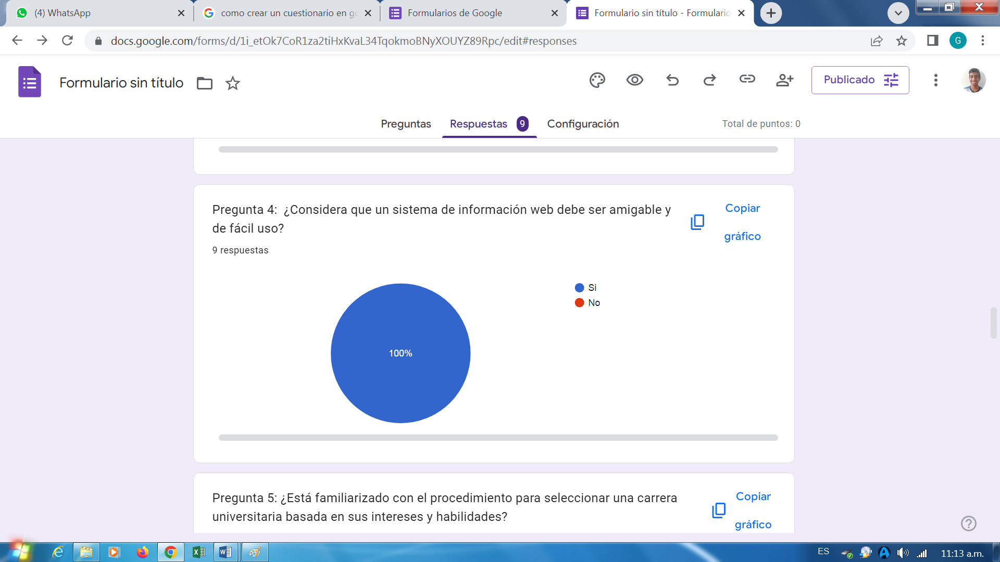 (4) WhatsApp
como crear un cuestionario en go
Formularios de Google
Formulario sin título - Formulario
docs.google.com/forms/d/1i_etOk7CoR1za2tiHxKvaL34TqokmoBNyXOUYZ89Rpc/edit#responses
G
Formulario sin título
Publicado
Preguntas
Respuestas 9
Configuración
Total de puntos: 0
Pregunta 4: ¿Considera que un sistema de información web debe ser amigable y
de fácil uso?
Copiar
gráfico
9 respuestas
Si
No
100%
Pregunta 5: ¿Está familiarizado con el procedimiento para seleccionar una carrera
universitaria basada en sus intereses y habilidades?
Copiar
gráfico
ES
11:13 a.m.